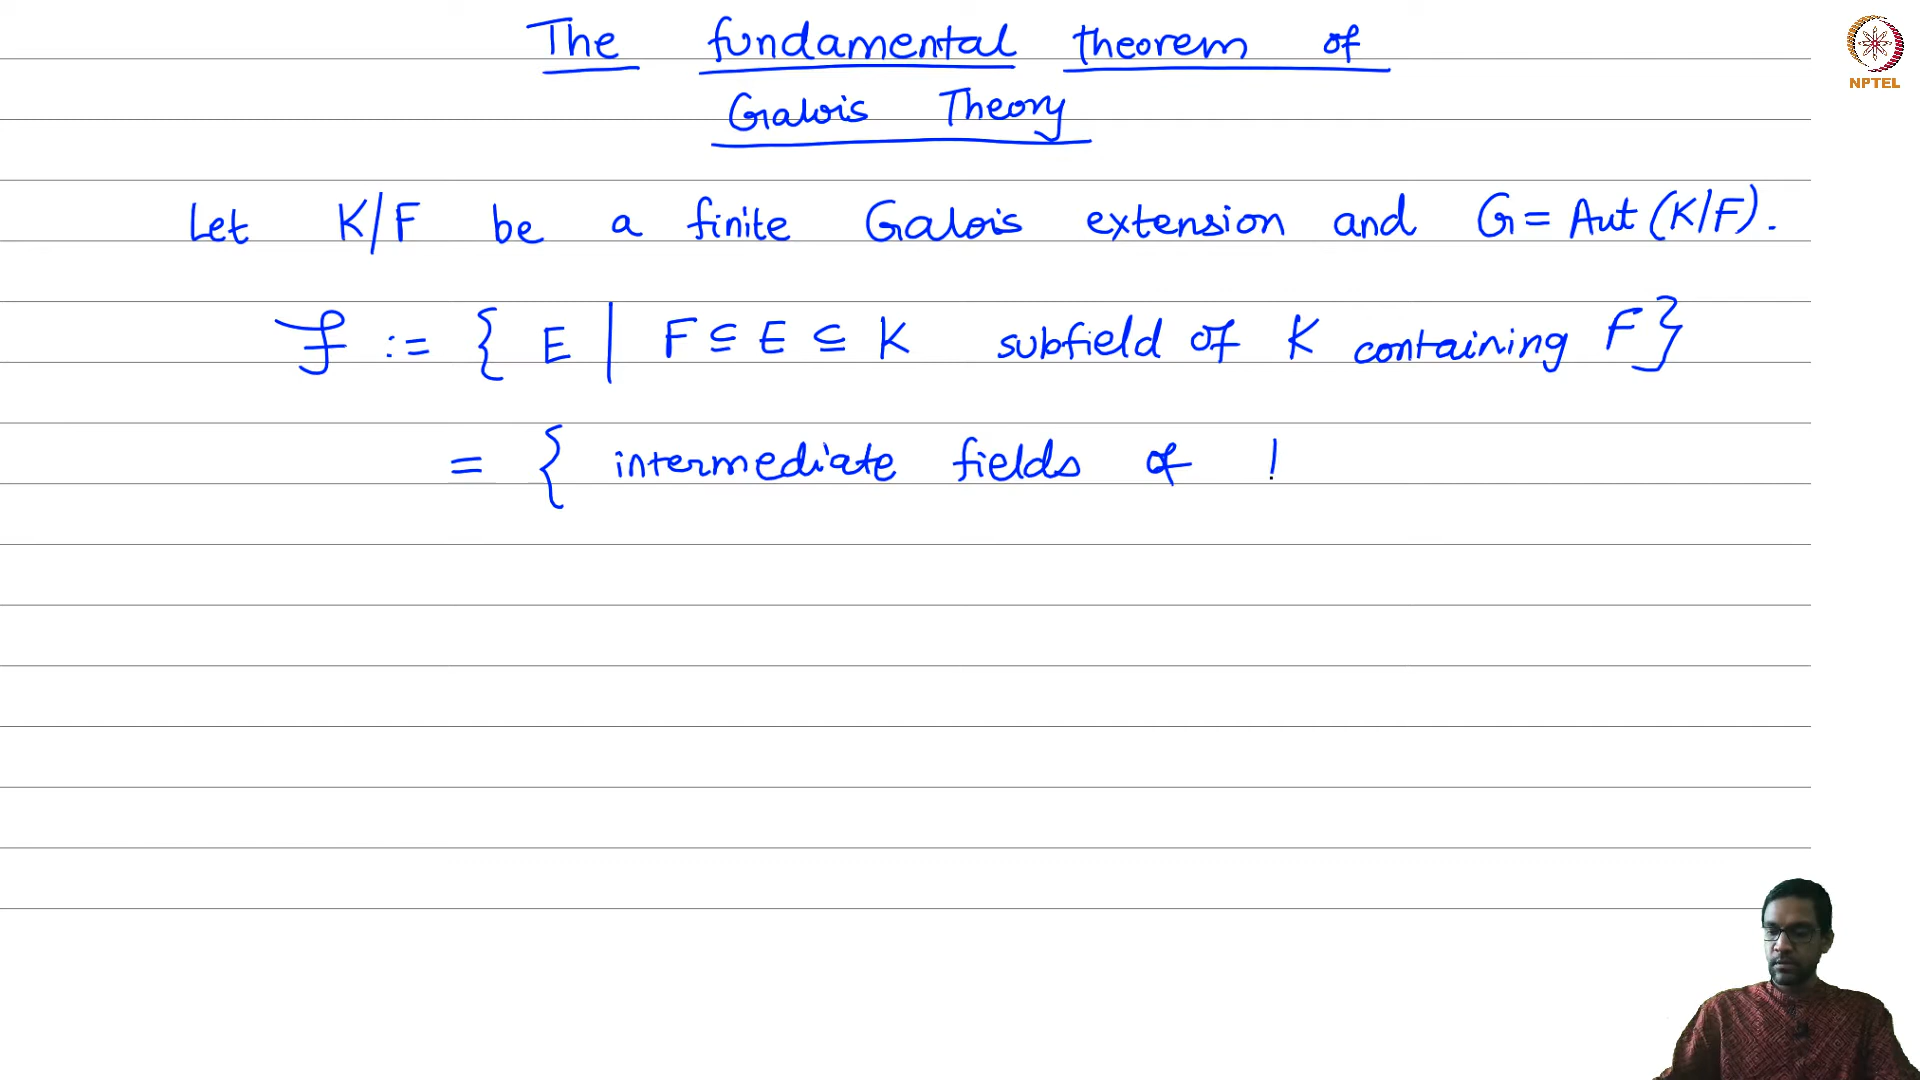 The fundamental theorem of
Galois Theory
NPTEL
Let K/F be a finite Galois extension and G = Aut (K/F).
ℱ := { E | F ⊆ E ⊆ K subfield of K containing F }
= { intermediate fields of